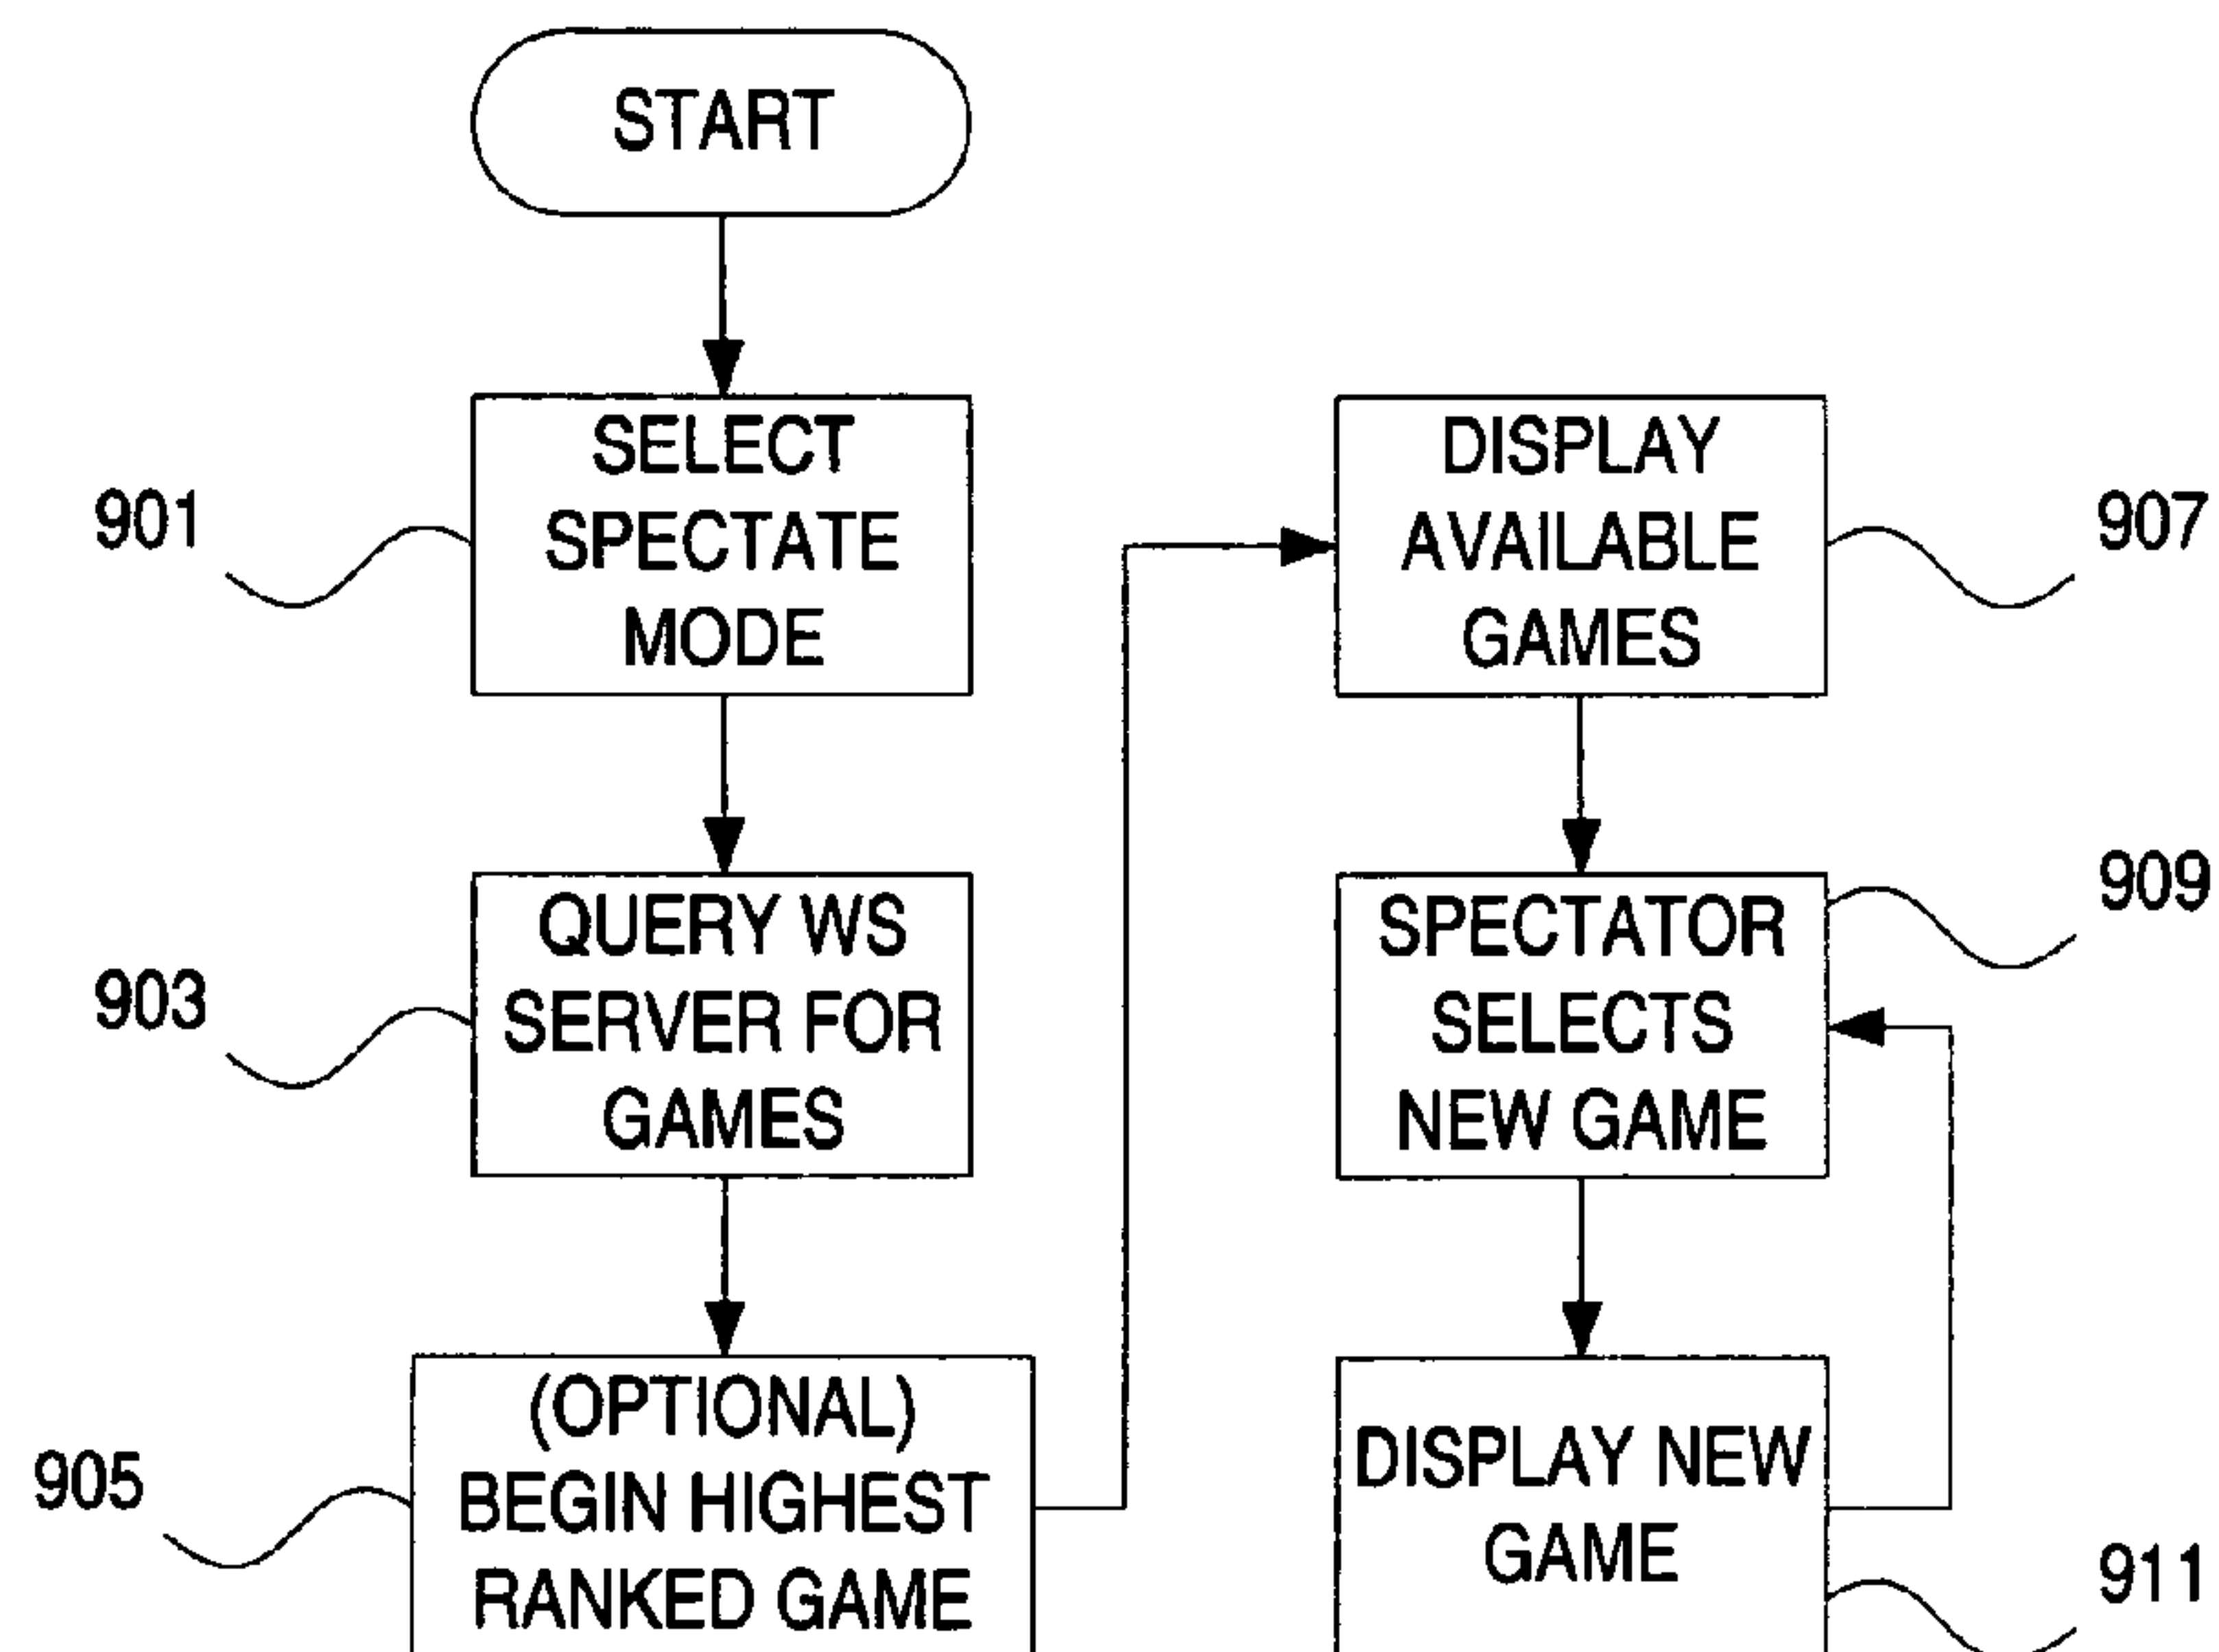 START
901
SELECT
SPECTATE
MODE
903
QUERY WS
SERVER FOR
GAMES
905
(OPTIONAL)
BEGIN HIGHEST
RANKED GAME
DISPLAY
AVAILABLE
GAMES
907
SPECTATOR
SELECTS
NEW GAME
909
DISPLAY NEW
GAME
911